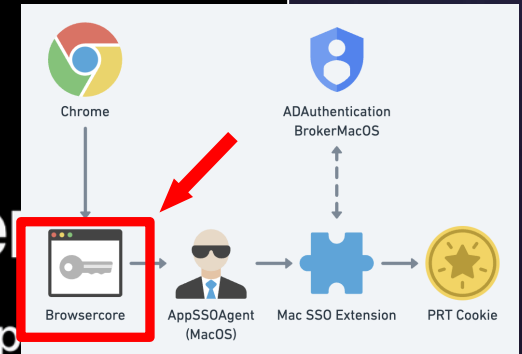 Chrome
ADAuthentication
BrokerMacOS
Browsercore
AppSSOAgent
(MacOS)
Mac SSO Extension
PRT Cookie